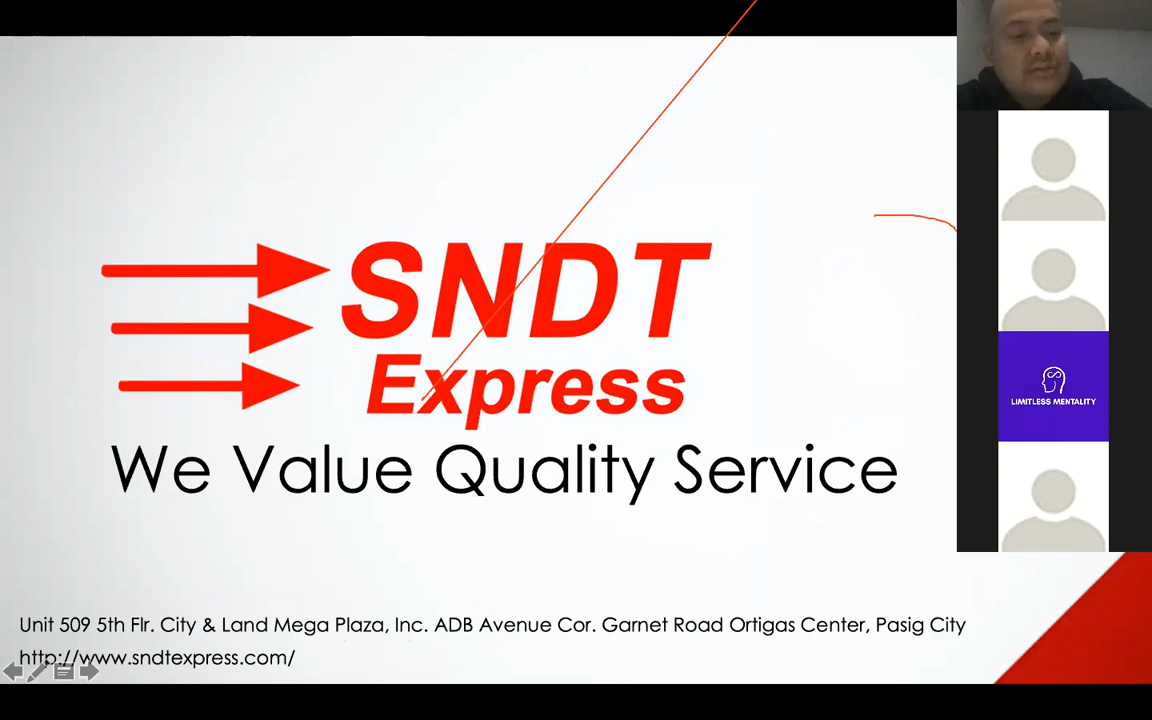 SNDT
Express
We Value Quality Service
LIMITLESS MENTALITY
Unit 509 5th Flr. City & Land Mega Plaza, Inc. ADB Avenue Cor. Garnet Road Ortigas Center, Pasig City
http://www.sndtexpress.com/